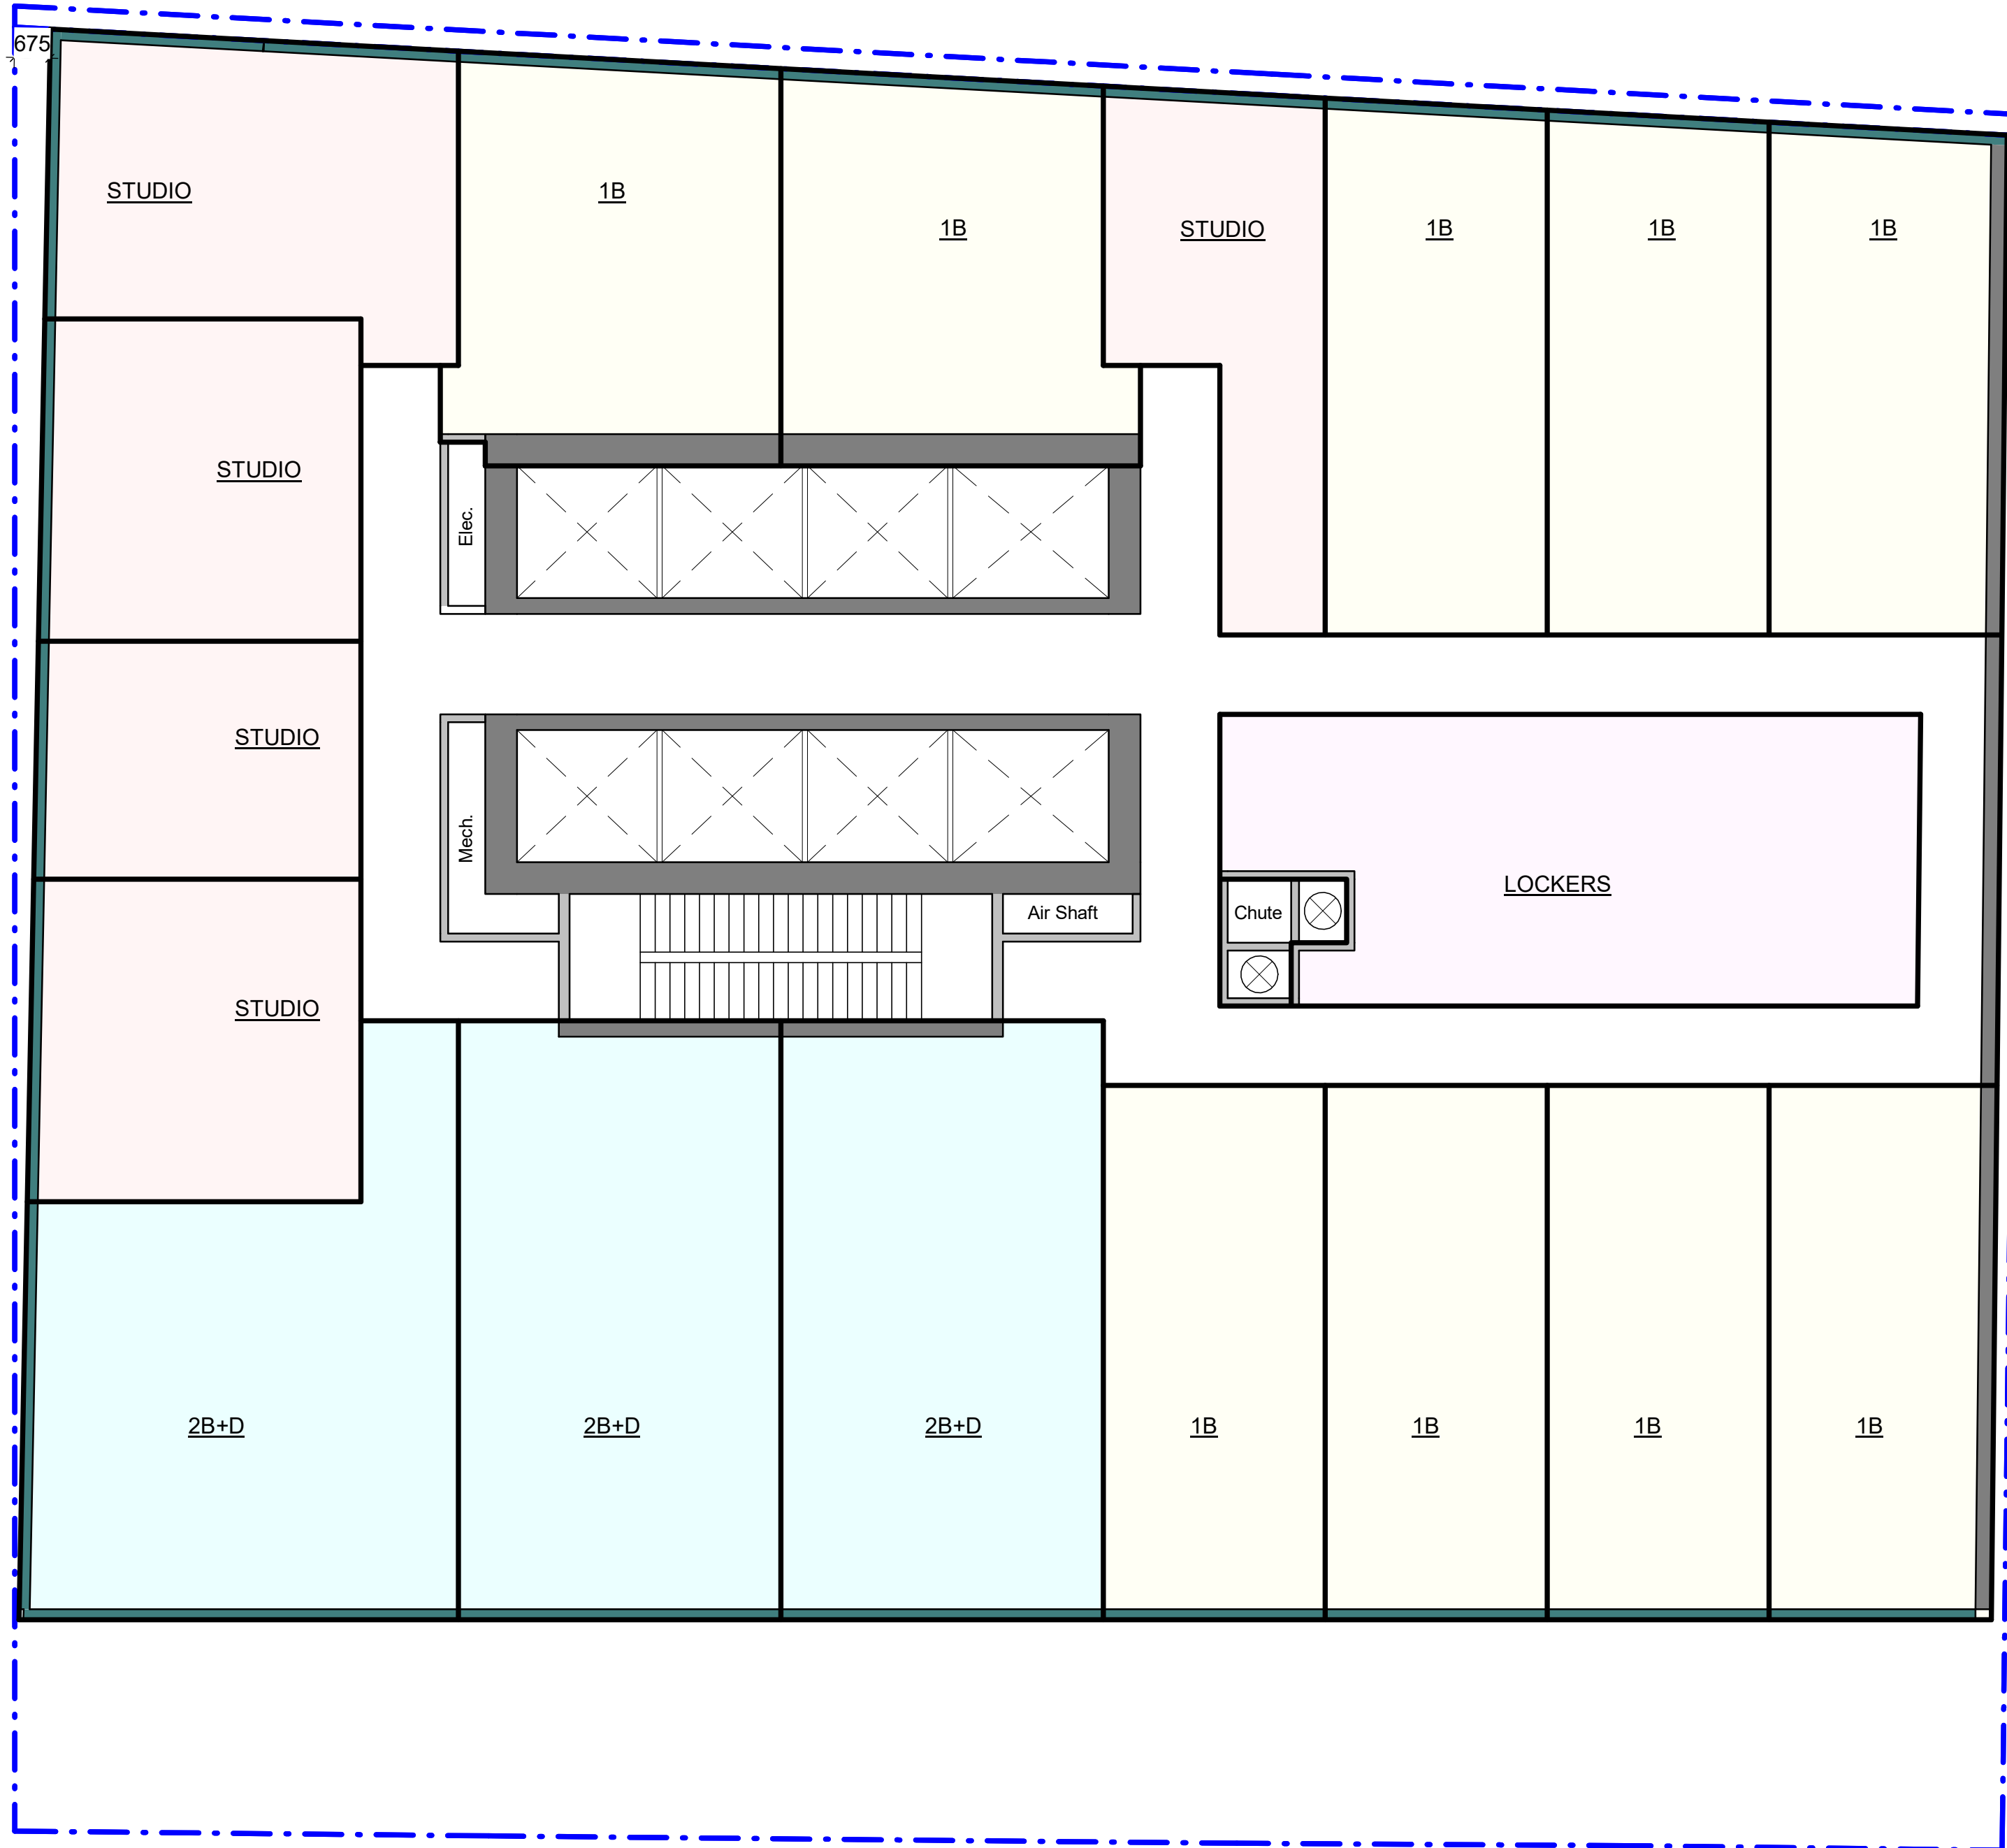 675
STUDIO
1B
1B
STUDIO
1B
1B
1B
STUDIO
Elec.
STUDIO
Mech.
LOCKERS
Chute
Air Shaft
STUDIO
2B+D
2B+D
2B+D
1B
1B
1B
1B